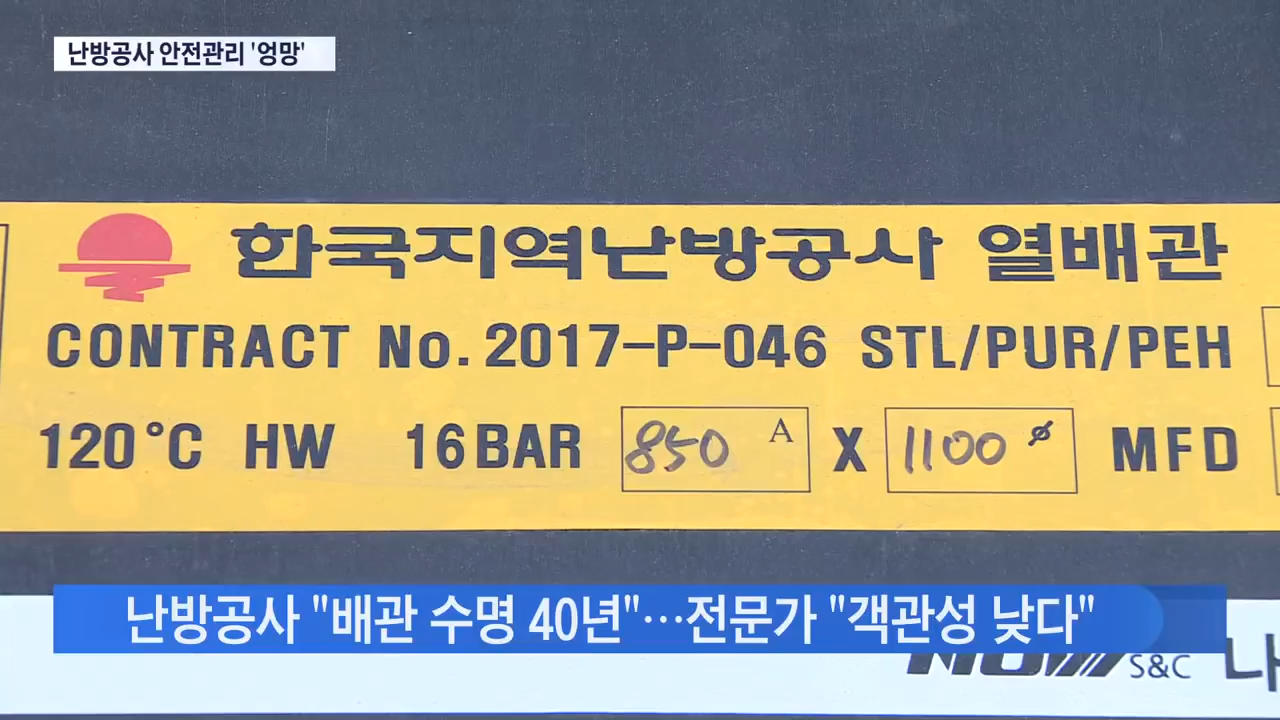 난방공사 안전관리 '엉망'
한국지역난방공사 열배관
CONTRACT No. 2017-P-046 STL/PUR/PEH
120°C HW 16BAR 850 A X 1100 ⌀ MFD
난방공사 "배관 수명 40년"…전문가 "객관성 낮다"
S&C